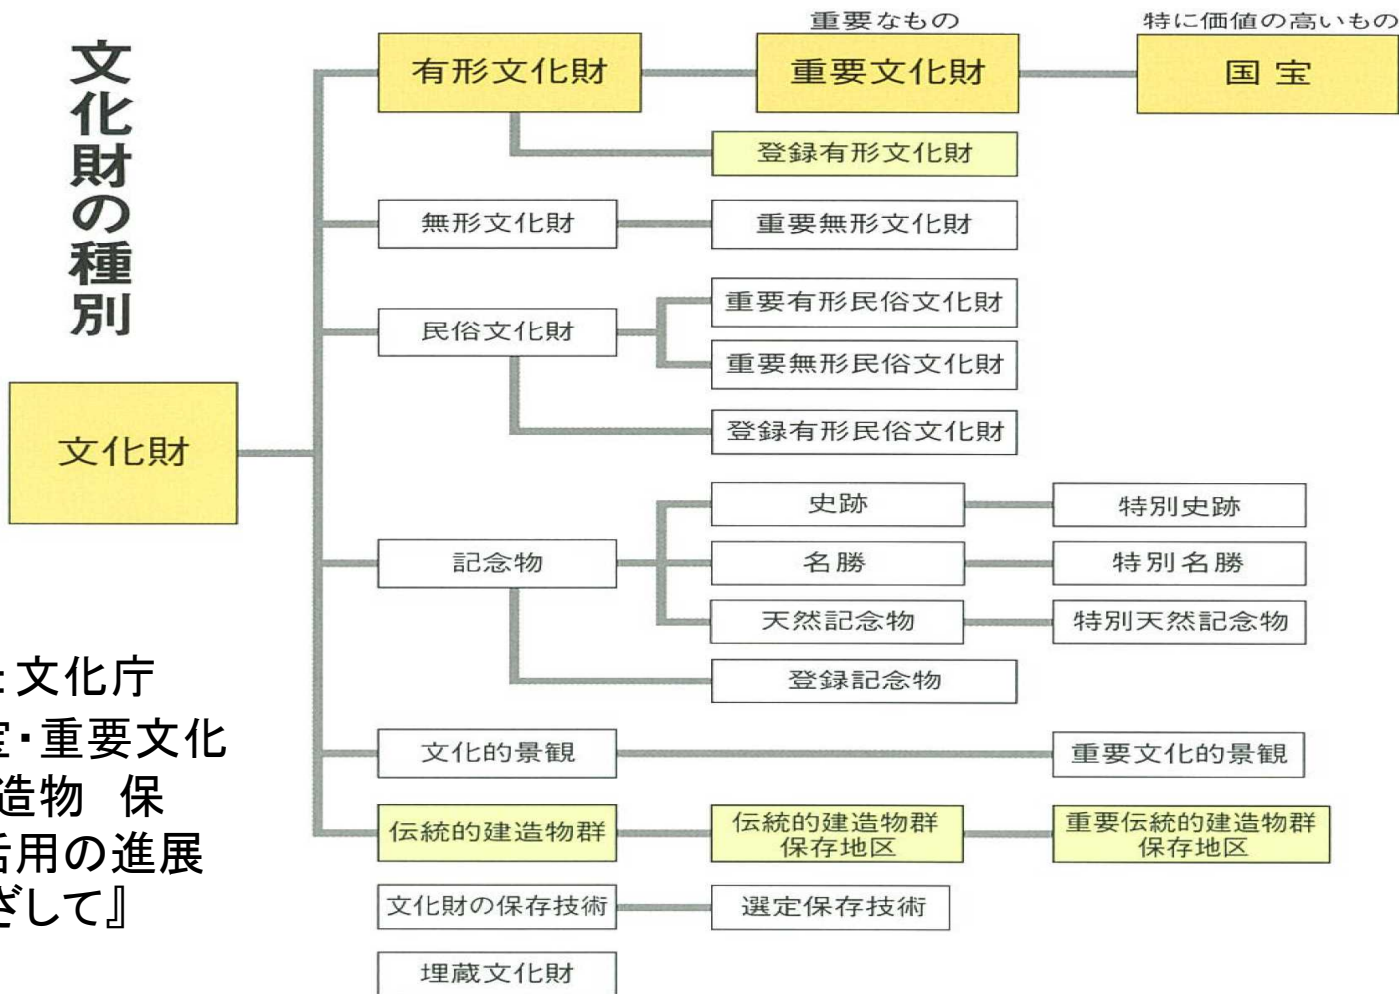 文化財の種別
重要なもの
特に価値の高いもの
有形文化財
重要文化財
国宝
登録有形文化財
無形文化財
重要無形文化財
民俗文化財
重要有形民俗文化財
重要無形民俗文化財
登録有形民俗文化財
文化財
記念物
史跡
特別史跡
名勝
特別名勝
天然記念物
特別天然記念物
登録記念物
文化的景観
重要文化的景観
伝統的建造物群
伝統的建造物群
保存地区
重要伝統的建造物群
保存地区
文化財の保存技術
選定保存技術
埋蔵文化財
:文化庁
・重要文化
造物 保
活用の進展
ざして』